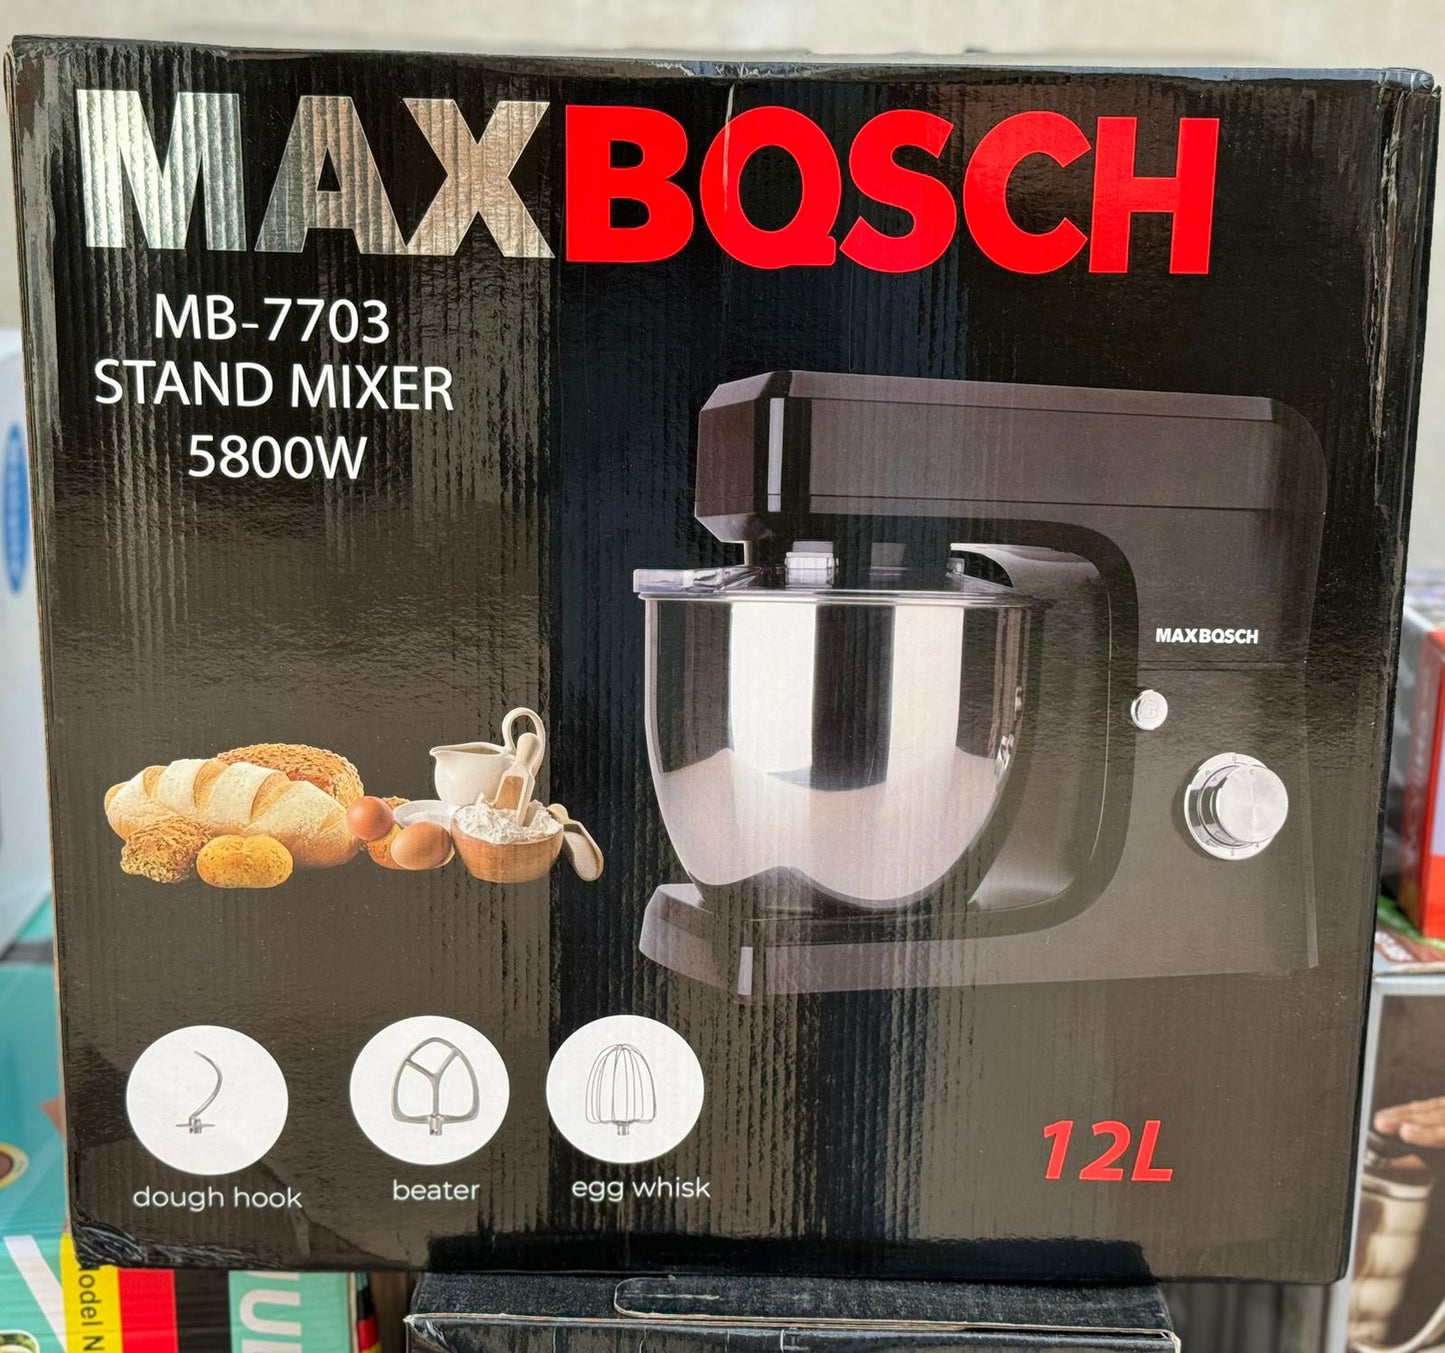 MAXBQSCH
MB-7703
STAND MIXER
5800W
MAXBQSCH
dough hook
beater
egg whisk
12L